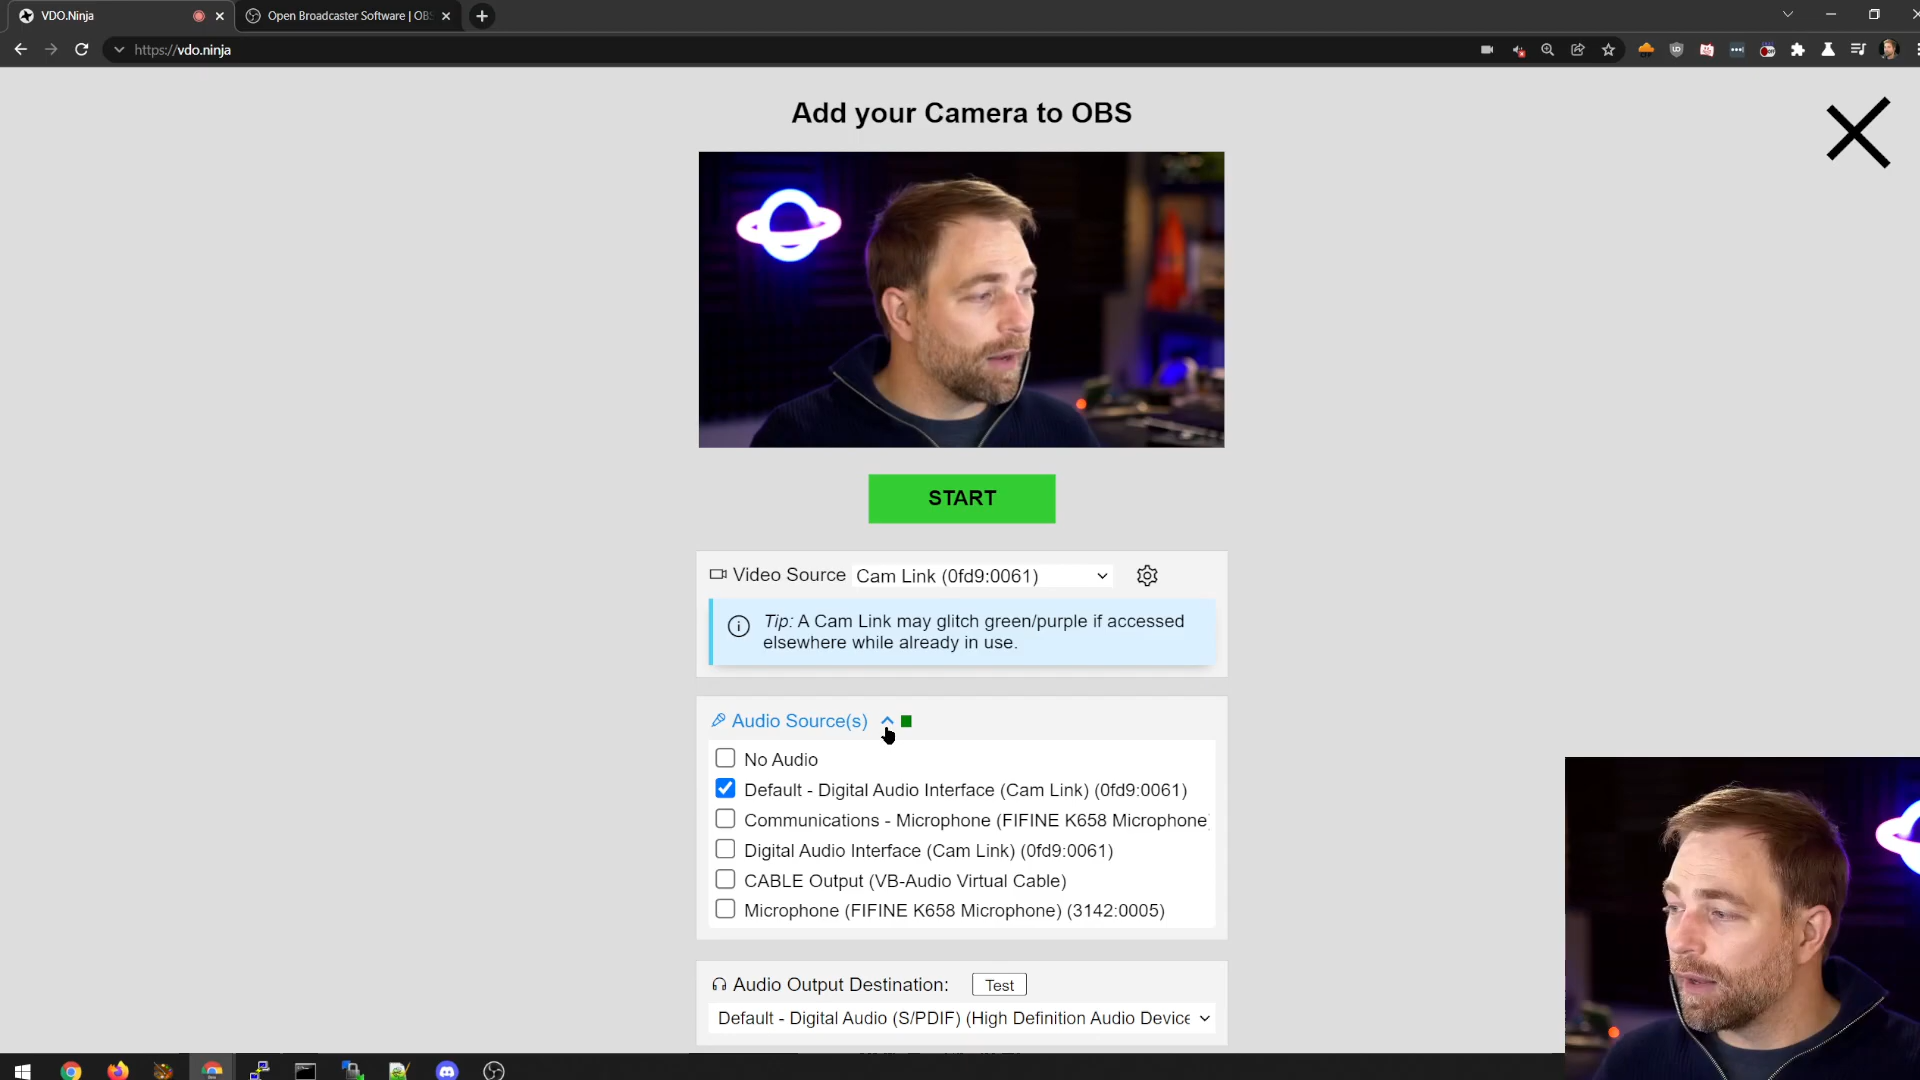 VDO.Ninja
Open Broadcaster Software | OBS
https://vdo.ninja
Add your Camera to OBS
START
Video Source Cam Link (0fd9:0061)
Tip: A Cam Link may glitch green/purple if accessed
elsewhere while already in use.
Audio Source(s)
No Audio
Default - Digital Audio Interface (Cam Link) (0fd9:0061)
Communications - Microphone (FIFINE K658 Microphone)
Digital Audio Interface (Cam Link) (0fd9:0061)
CABLE Output (VB-Audio Virtual Cable)
Microphone (FIFINE K658 Microphone) (3142:0005)
Audio Output Destination: Test
Default - Digital Audio (S/PDIF) (High Definition Audio Device